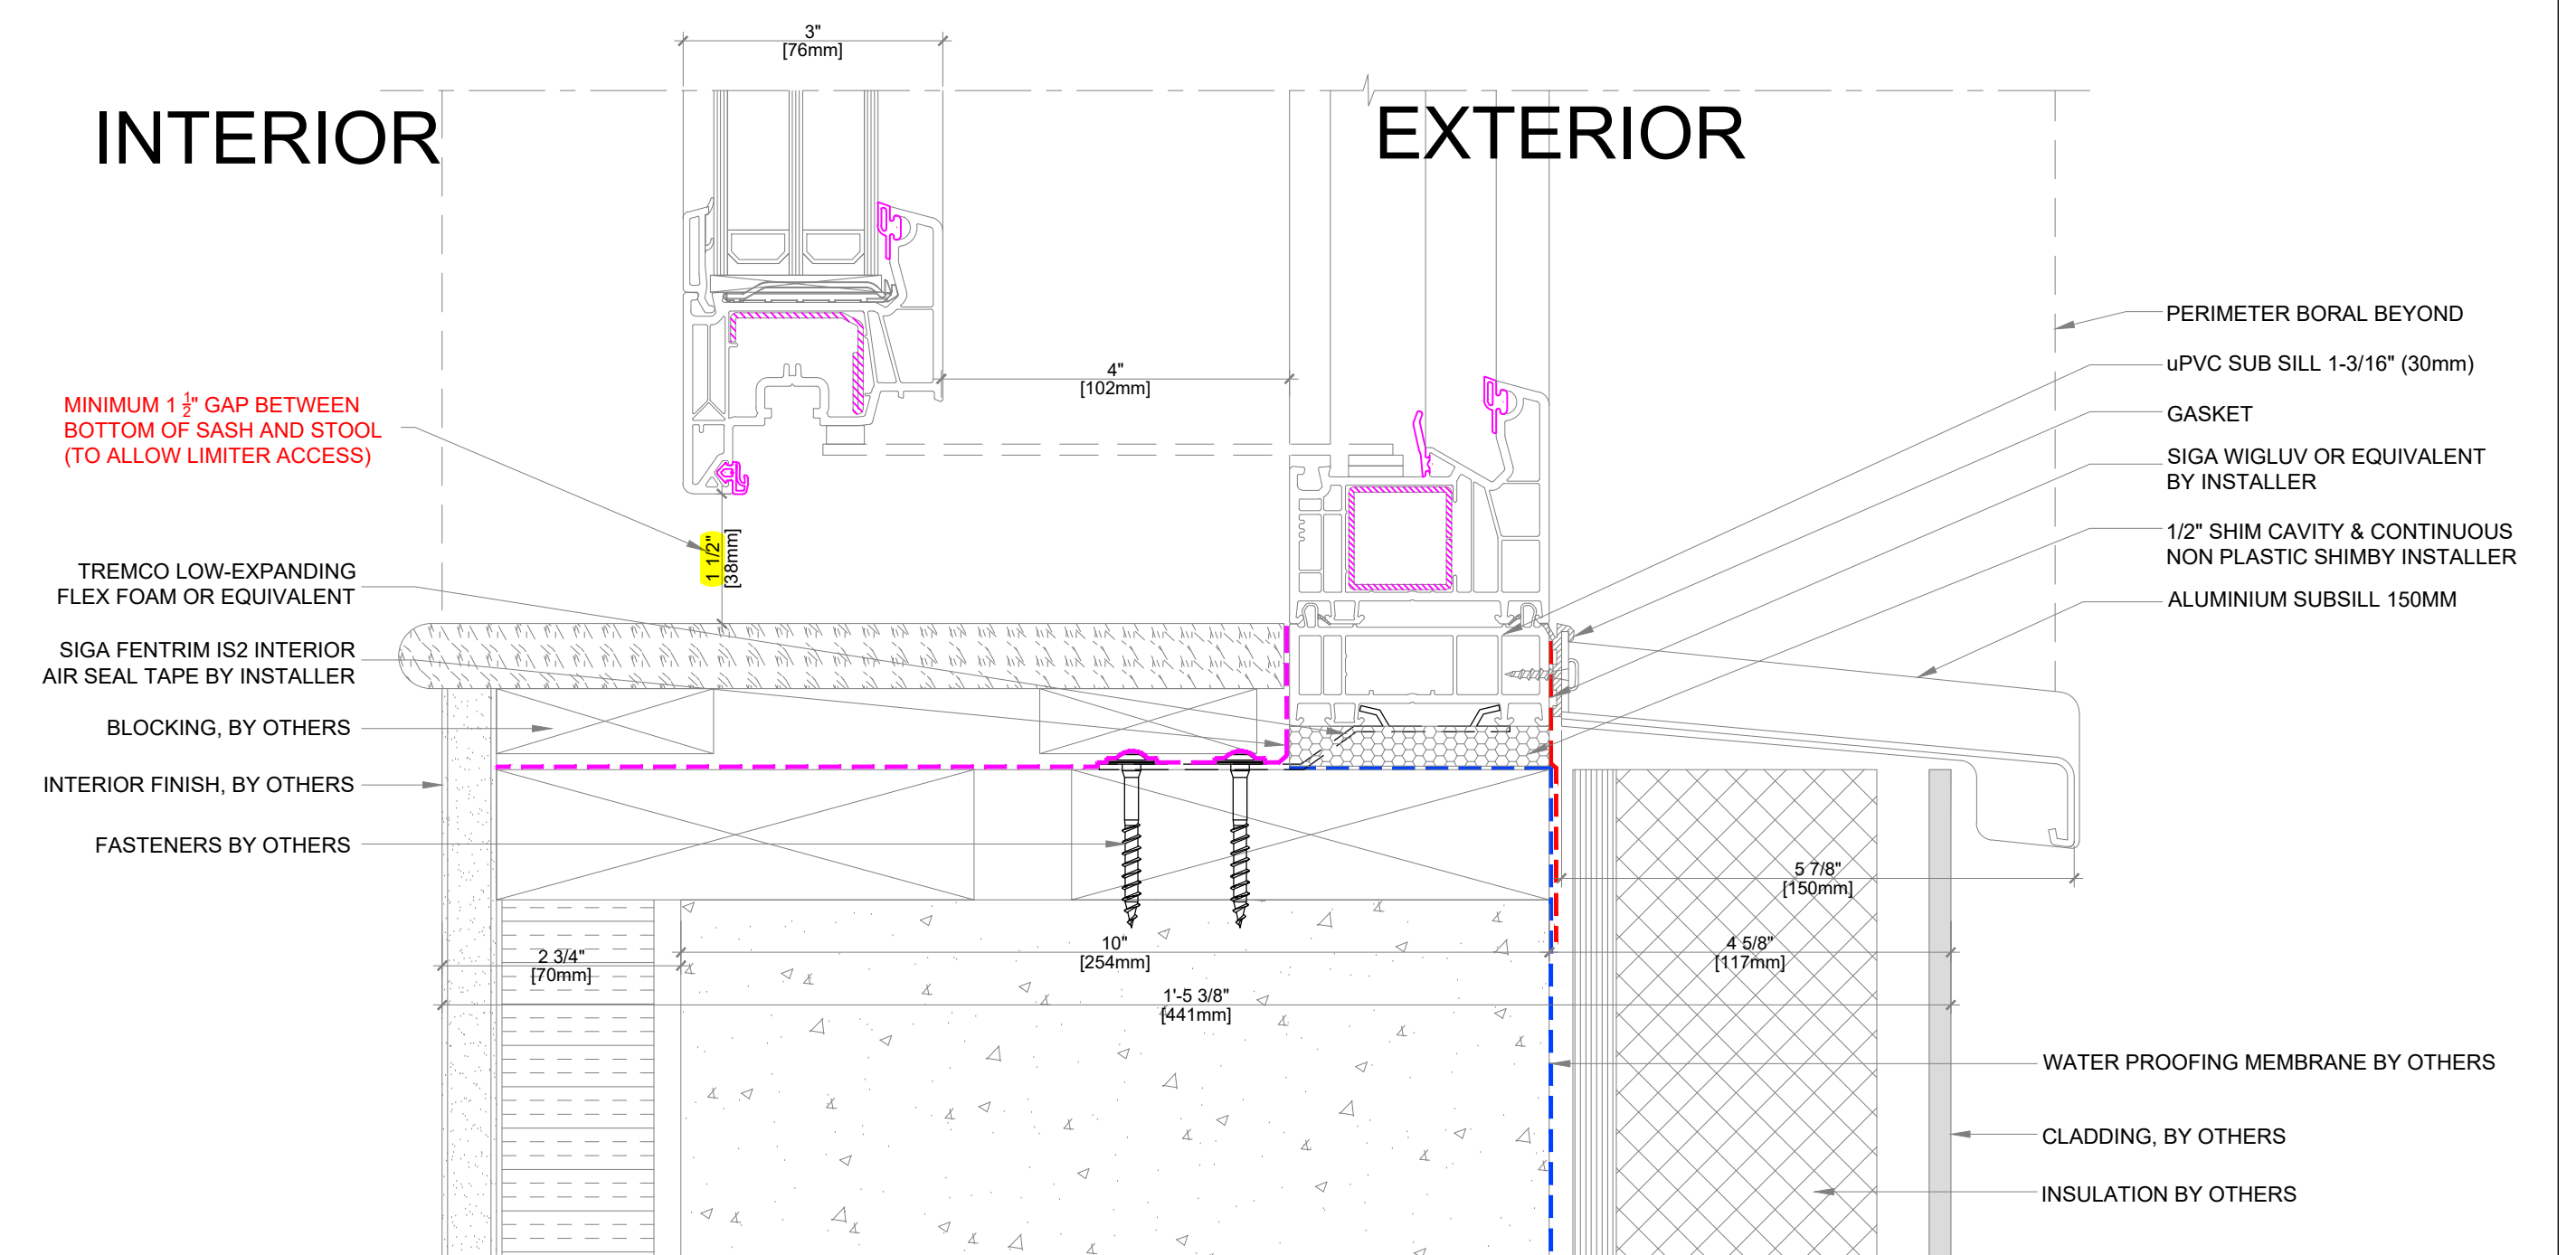 3"
[76mm]
INTERIOR
EXTERIOR
4"
[102mm]
MINIMUM 1 1/2" GAP BETWEEN
BOTTOM OF SASH AND STOOL
(TO ALLOW LIMITER ACCESS)
1 1/2"
[38mm]
TREMCO LOW-EXPANDING
FLEX FOAM OR EQUIVALENT
SIGA FENTRIM IS2 INTERIOR
AIR SEAL TAPE BY INSTALLER
BLOCKING, BY OTHERS
INTERIOR FINISH, BY OTHERS
FASTENERS BY OTHERS
PERIMETER BORAL BEYOND
uPVC SUB SILL 1-3/16" (30mm)
GASKET
SIGA WIGLUV OR EQUIVALENT
BY INSTALLER
1/2" SHIM CAVITY & CONTINUOUS
NON PLASTIC SHIMBY INSTALLER
ALUMINIUM SUBSILL 150MM
5 7/8"
[150mm]
2 3/4"
[70mm]
10"
[254mm]
4 5/8"
[117mm]
1'-5 3/8"
[441mm]
WATER PROOFING MEMBRANE BY OTHERS
CLADDING, BY OTHERS
INSULATION BY OTHERS